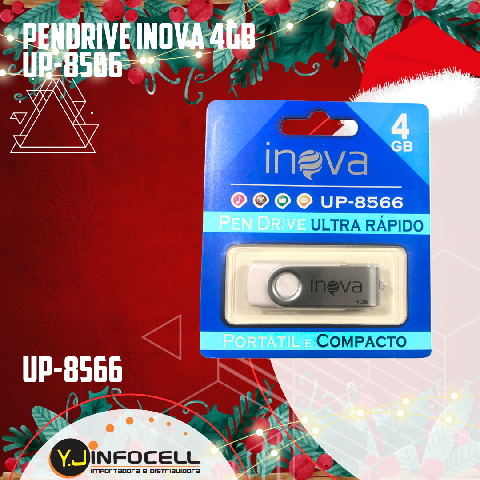 PENDRIVE INOVA 4GB
UP-8566
4
GB
inova
UP-8566
PEN DRIVE ULTRA RÁPIDO
inova
4GB
PORTÁTIL E COMPACTO
UP-8566
Y.J INFOCELL
importadora e distribuidora